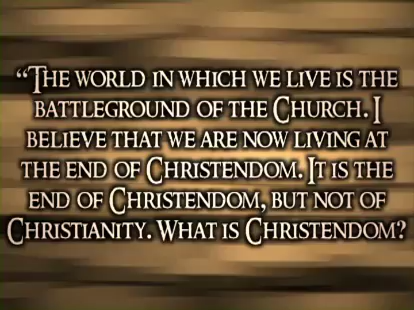 “The world in which we live is the
battleground of the Church. I
believe that we are now living at
the end of Christendom. It is the
end of Christendom, but not of
Christianity. What is Christendom?